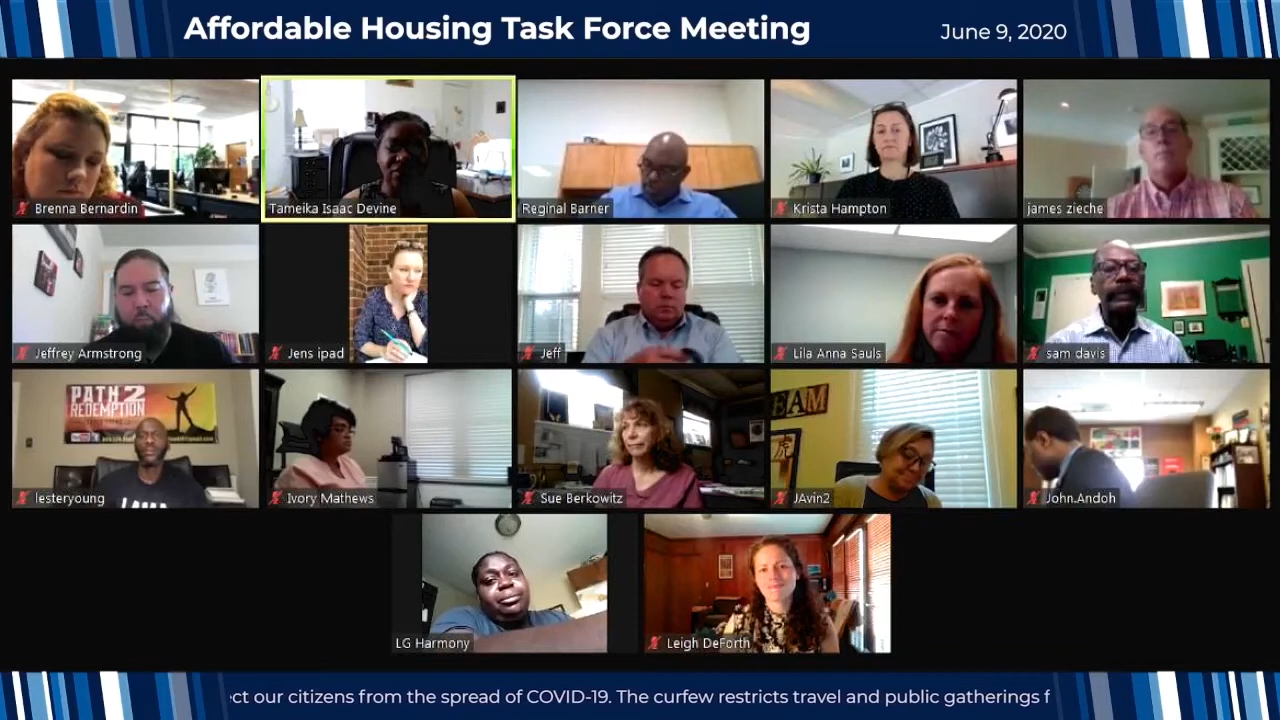 Affordable Housing Task Force Meeting
June 9, 2020
Brenna Bernardin
Tameika Isaac Devine
Reginal Barner
Krista Hampton
james zieche
Jeffrey Armstrong
Jens ipad
Jeff
Lila Anna Sauls
sam davis
PATH 2
REDEMPTION
lesteryoung
Ivory Mathews
Sue Berkowitz
EAM
JAvin2
John.Andoh
LG Harmony
Leigh DeForth
ect our citizens from the spread of COVID-19. The curfew restricts travel and public gatherings f